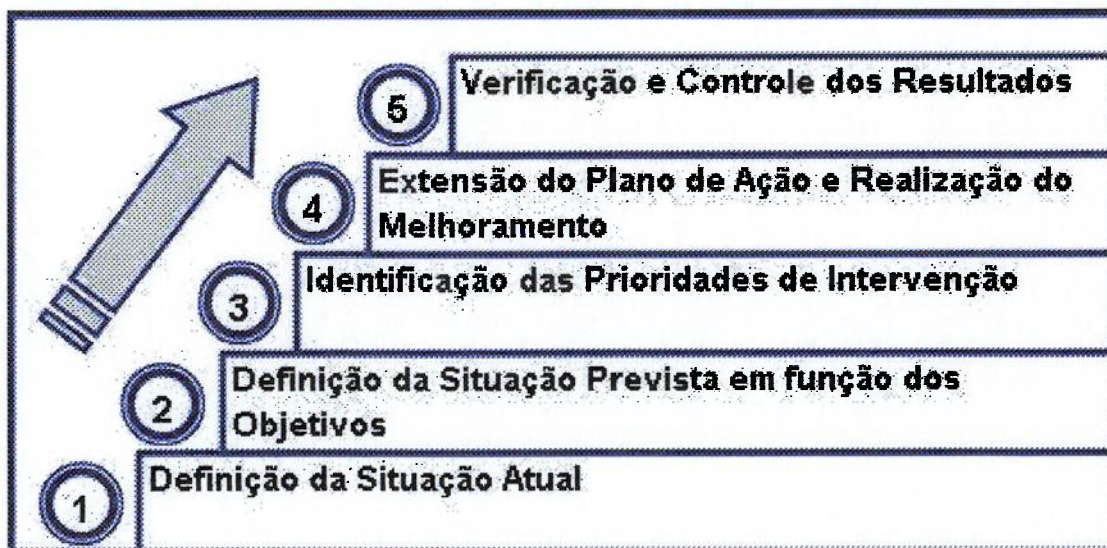 5
Verificação e Controle dos Resultados
4
Extensão do Plano de Ação e Realização do
Melhoramento
3
Identificação das Prioridades de Intervenção
2
Definição da Situação Prevista em função dos
Objetivos
1
Definição da Situação Atual